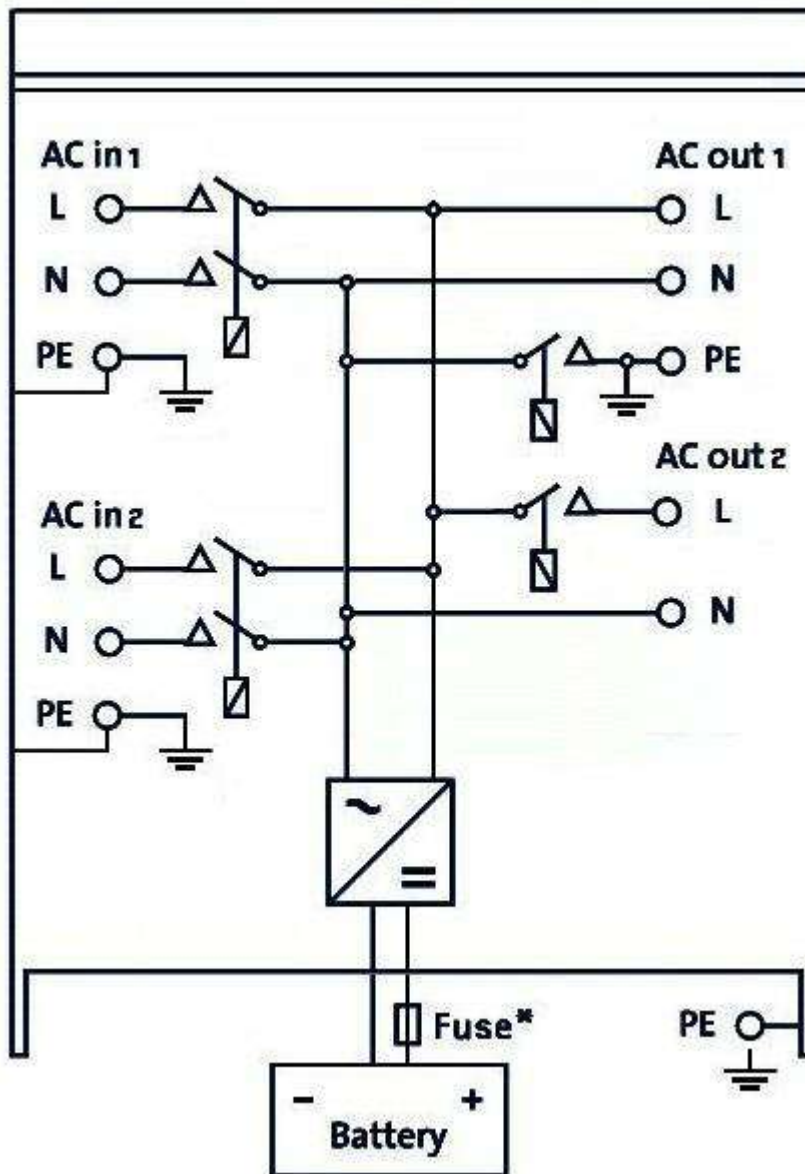 AC in 1
L
N
PE
AC out 1
L
N
PE
AC in 2
L
N
PE
AC out 2
L
N
~
=
Fuse*
PE
- +
Battery